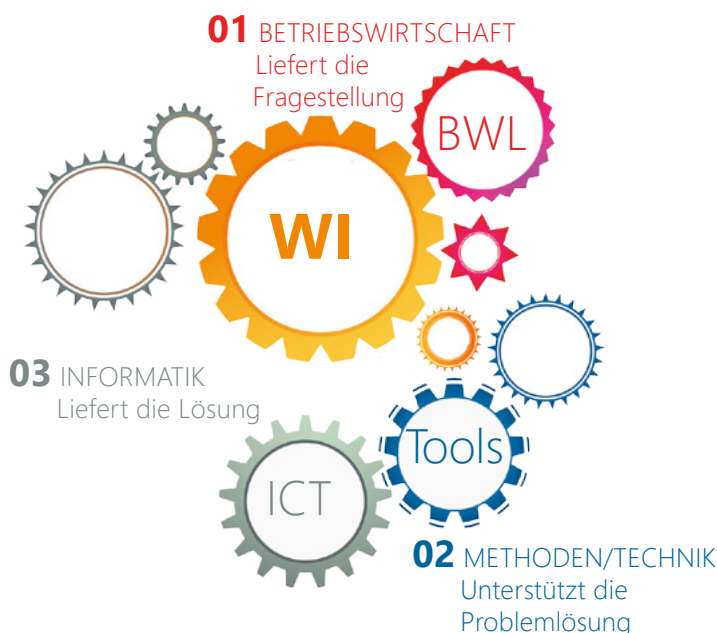 01 BETRIEBSWIRTSCHAFT
Liefert die
Fragestellung
BWL
WI
03 INFORMATIK
Liefert die Lösung
Tools
ICT
02 METHODEN/TECHNIK
Unterstützt die
Problemlösung